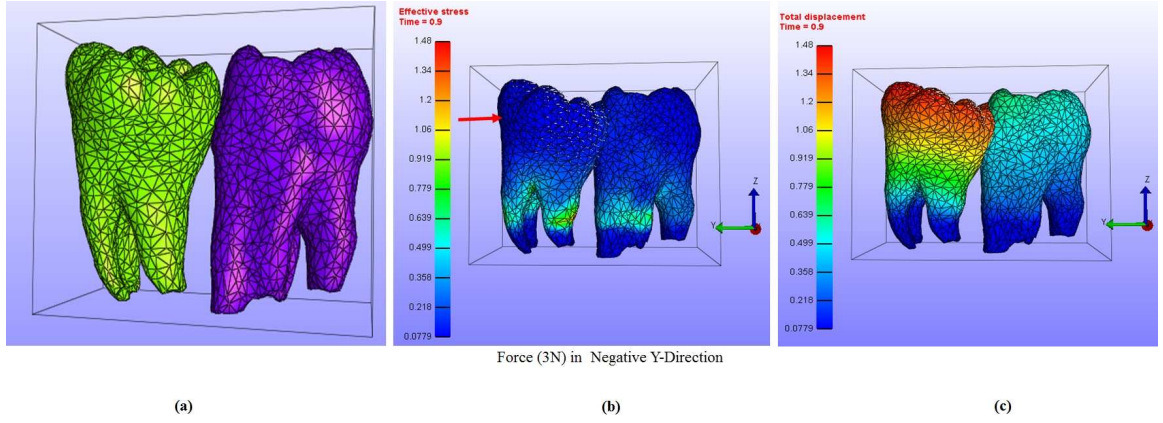 (a)
Effective stress
Time = 0.9
1.48
1.34
1.2
1.06
0.919
0.779
0.639
0.499
0.358
0.218
0.0779
Z
Y
Force (3N) in Negative Y-Direction
(b)
Total displacement
Time = 0.9
1.48
1.34
1.2
1.06
0.919
0.779
0.639
0.499
0.358
0.218
0.0779
Z
Y
(c)